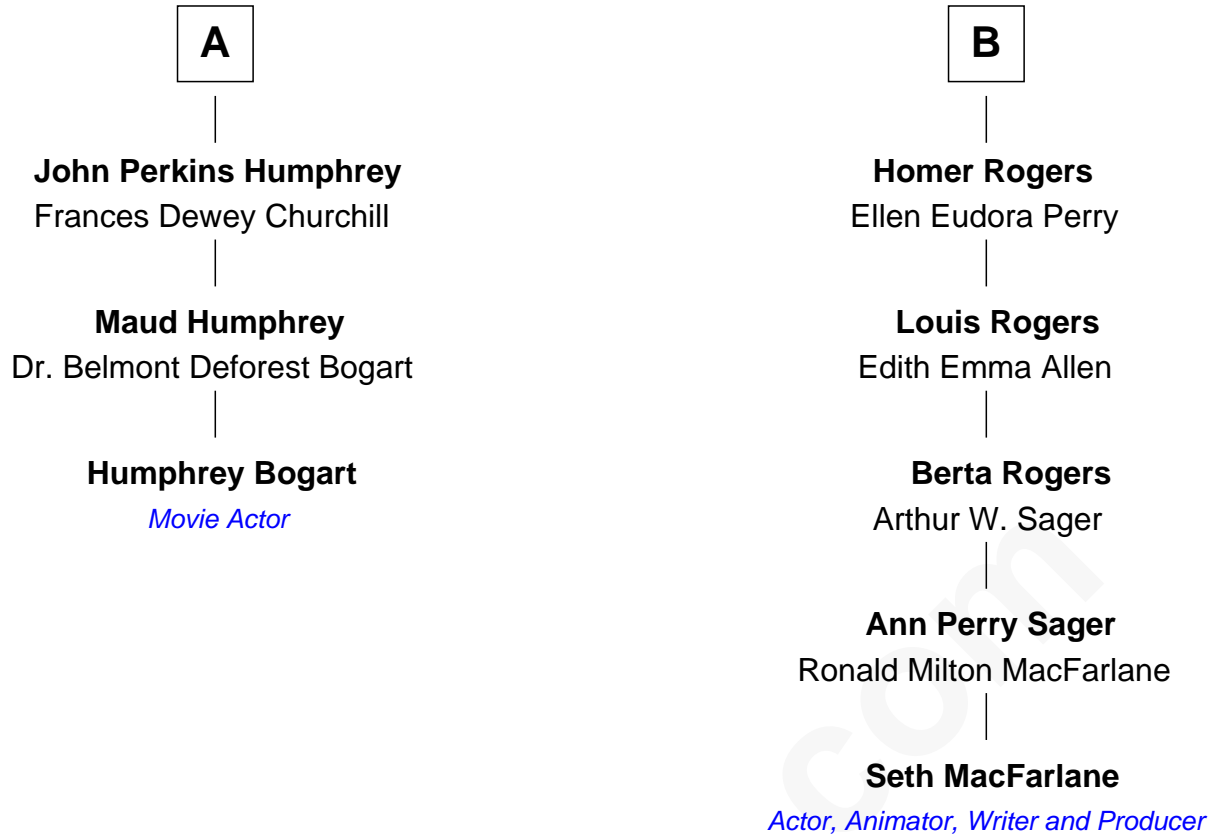 A
John Perkins Humphrey
Frances Dewey Churchill
Maud Humphrey
Dr. Belmont Deforest Bogart
Humphrey Bogart
Movie Actor
B
Homer Rogers
Ellen Eudora Perry
Louis Rogers
Edith Emma Allen
Berta Rogers
Arthur W. Sager
Ann Perry Sager
Ronald Milton MacFarlane
Seth MacFarlane
Actor, Animator, Writer and Producer
com